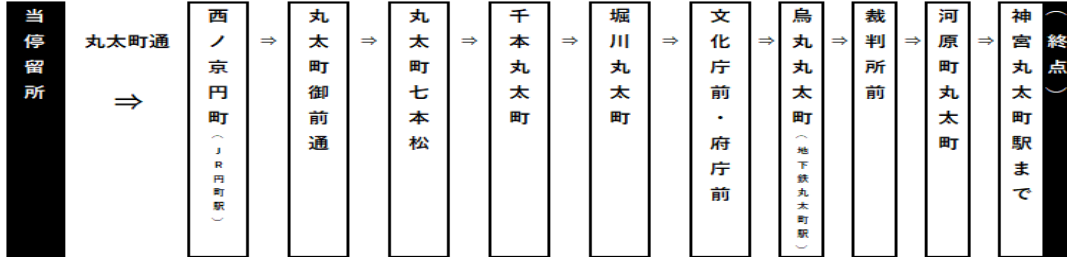 当停留所
丸太町通
⇒
西ノ京円町（JR円町駅）
⇒
丸太町御前通
⇒
丸太町七本松
⇒
千本丸太町
⇒
堀川丸太町
⇒
文化庁前・府庁前
⇒
烏丸丸太町（地下鉄丸太町駅）
⇒
裁判所前
⇒
河原町丸太町
⇒
神宮丸太町駅まで
（終点）